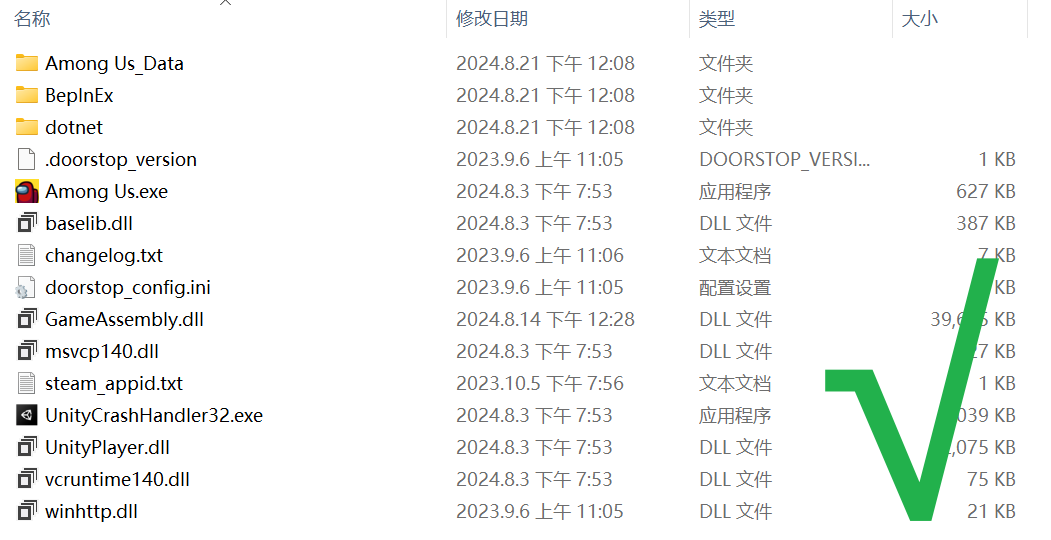 名称 修改日期 类型 大小
Among Us_Data 2024.8.21 下午 12:08 文件夹
BepInEx 2024.8.21 下午 12:08 文件夹
dotnet 2024.8.21 下午 12:08 文件夹
.doorstop_version 2023.9.6 上午 11:05 DOORSTOP_VERSI... 1 KB
Among Us.exe 2024.8.3 下午 7:53 应用程序 627 KB
baselib.dll 2024.8.3 下午 7:53 DLL 文件 387 KB
changelog.txt 2023.9.6 上午 11:06 文本文档 7 KB
doorstop_config.ini 2023.9.6 上午 11:05 配置设置 KB
GameAssembly.dll 2024.8.14 下午 12:28 DLL 文件 KB
msvcp140.dll 2024.8.3 下午 7:53 DLL 文件 KB
steam_appid.txt 2023.10.5 下午 7:56 文本文档 1 KB
UnityCrashHandler32.exe 2024.8.3 下午 7:53 应用程序 KB
UnityPlayer.dll 2024.8.3 下午 7:53 DLL 文件 KB
vcruntime140.dll 2024.8.3 下午 7:53 DLL 文件 75 KB
winhttp.dll 2023.9.6 上午 11:05 DLL 文件 21 KB